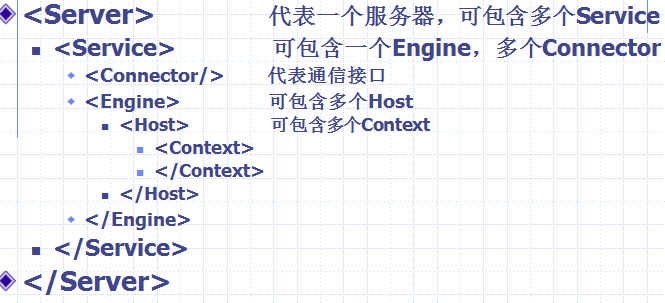 <Server> 代表一个服务器，可包含多个Service
<Service> 可包含一个Engine，多个Connector
<Connector/> 代表通信接口
<Engine> 可包含多个Host
<Host> 可包含多个Context
<Context>
</Context>
</Host>
</Engine>
</Service>
</Server>